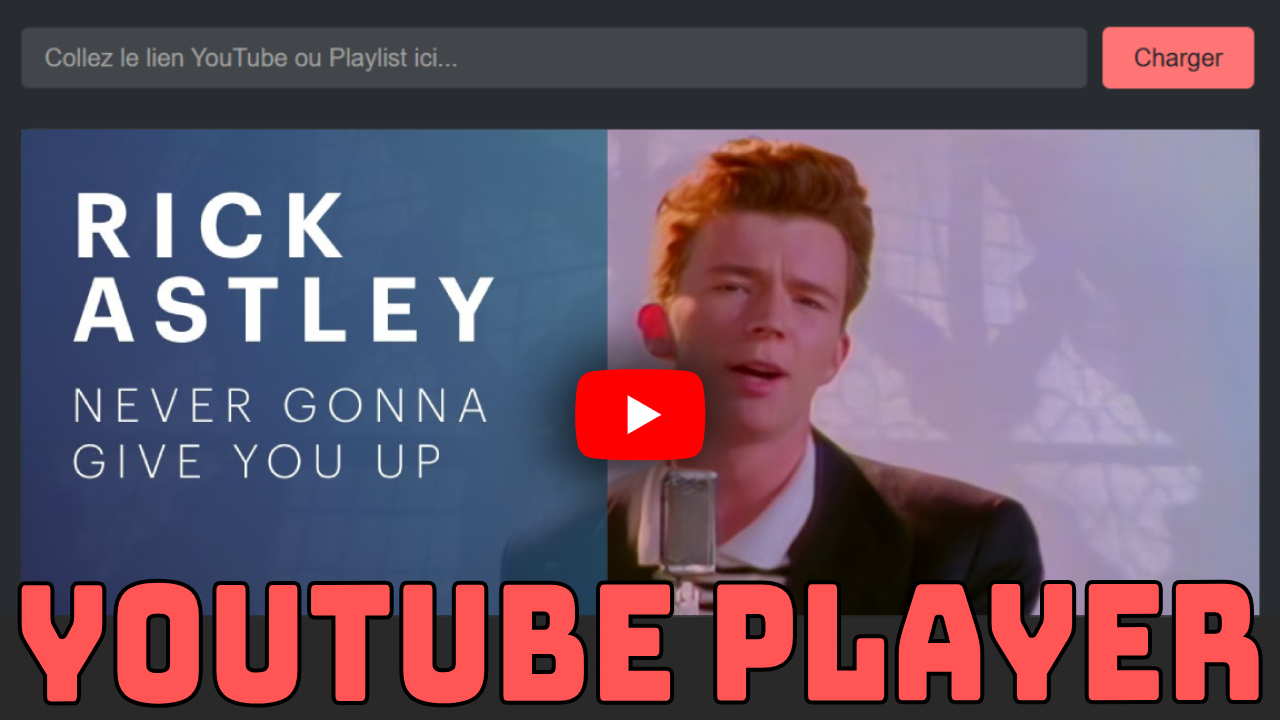 Collez le lien YouTube ou Playlist ici...
Charger
RICK
ASTLEY
NEVER GONNA
GIVE YOU UP
YOUTUBE PLAYER